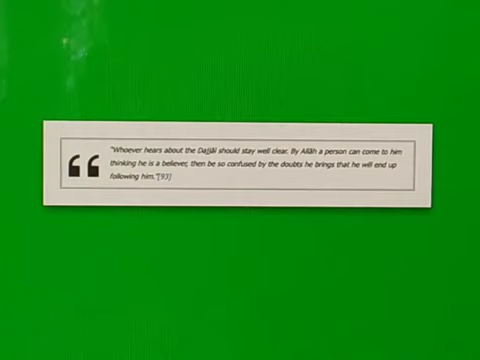 "Whoever hears about the Dajjāl should stay well clear. By Allāh a person can come to him
thinking he is a believer, then be so confused by the doubts he brings that he will end up
following him."[93]